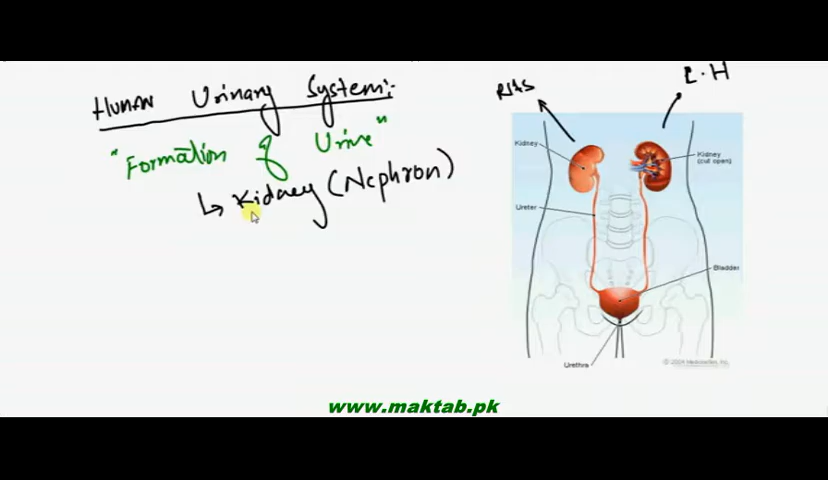 HUMAN Urinary System:-
"Formation of Urine"
↳ Kidney (Nephron)
RHS
L.H
Kidney
Kidney
(cut open)
Ureter
Bladder
Urethra
www.maktab.pk